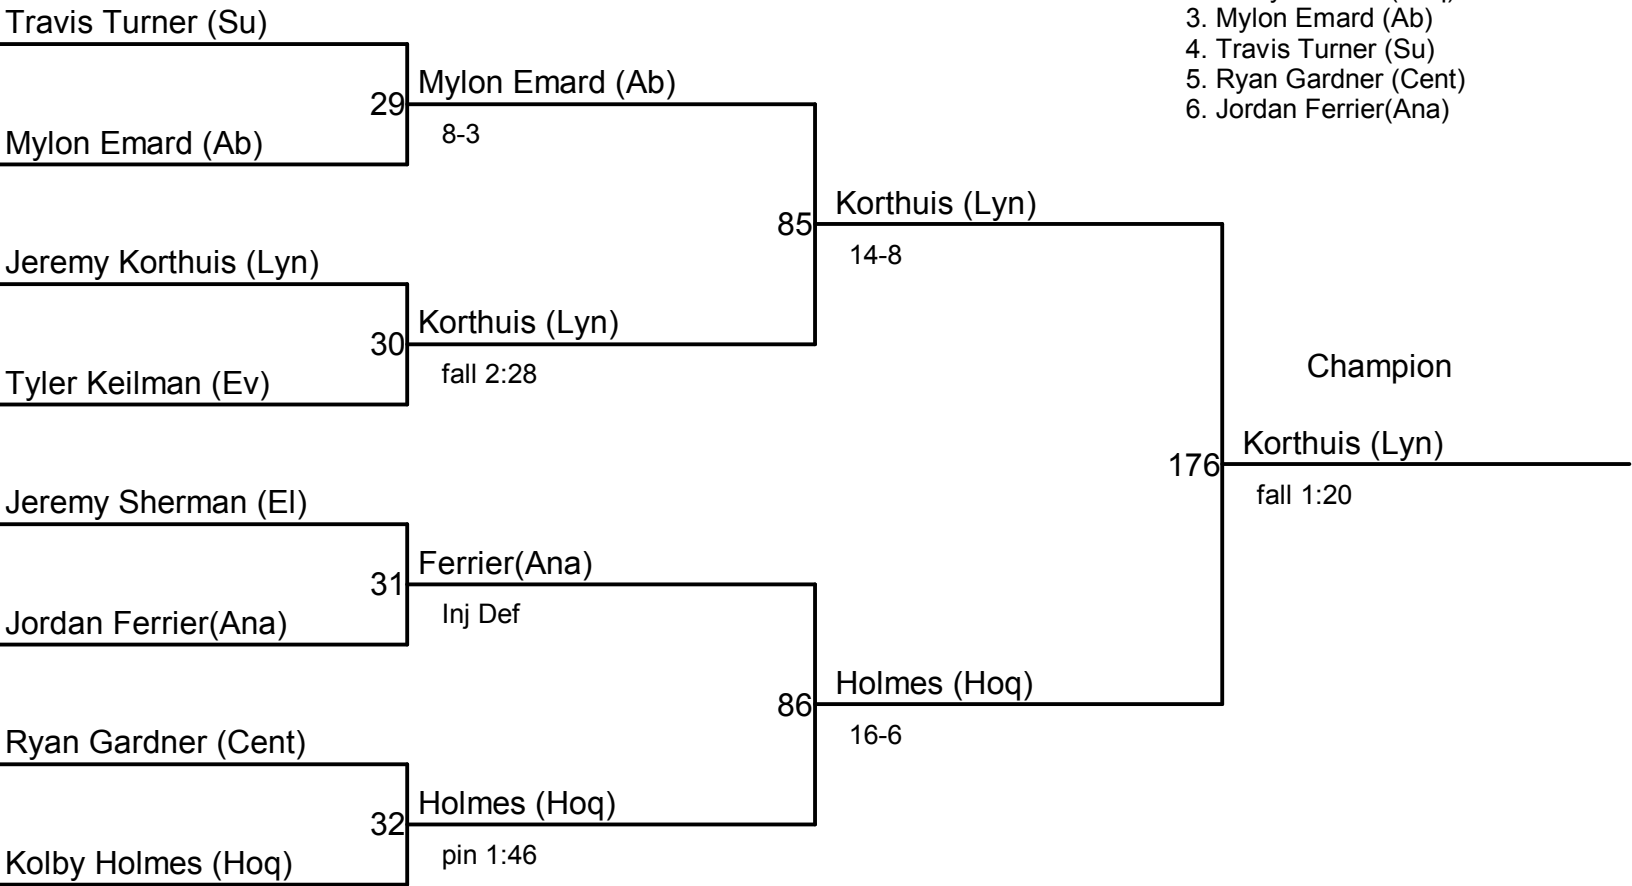 Travis Turner (Su)
29
Mylon Emard (Ab)
8-3
Mylon Emard (Ab)
85
Korthuis (Lyn)
14-8
Jeremy Korthuis (Lyn)
30
Korthuis (Lyn)
fall 2:28
Tyler Keilman (Ev)
Champion
176
Korthuis (Lyn)
fall 1:20
Jeremy Sherman (El)
31
Ferrier(Ana)
Inj Def
Jordan Ferrier(Ana)
86
Holmes (Hoq)
16-6
Ryan Gardner (Cent)
32
Holmes (Hoq)
pin 1:46
Kolby Holmes (Hoq)
3. Mylon Emard (Ab)
4. Travis Turner (Su)
5. Ryan Gardner (Cent)
6. Jordan Ferrier(Ana)